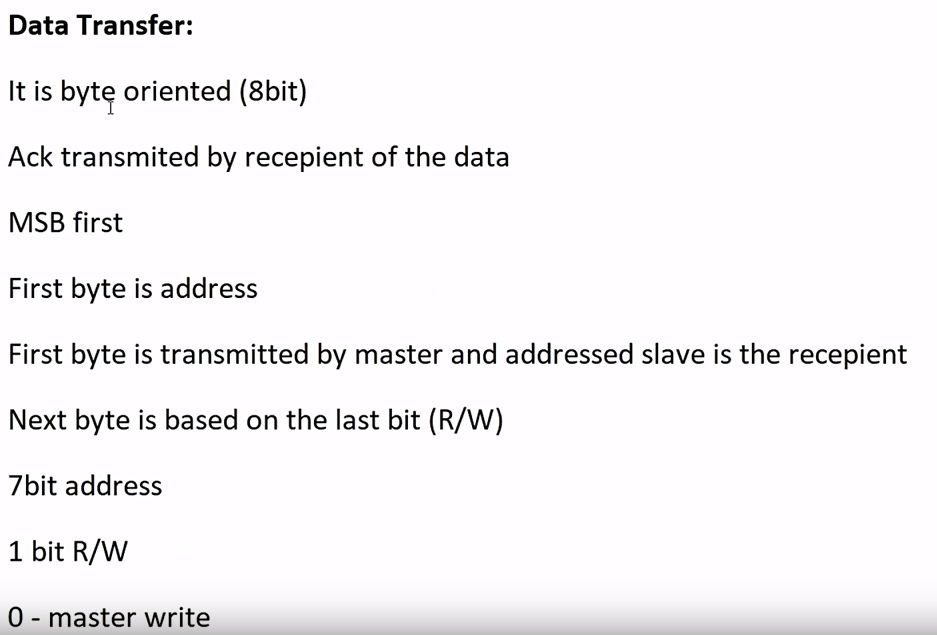 Data Transfer:
It is byte oriented (8bit)
Ack transmited by recepient of the data
MSB first
First byte is address
First byte is transmitted by master and addressed slave is the recepient
Next byte is based on the last bit (R/W)
7bit address
1 bit R/W
0 - master write